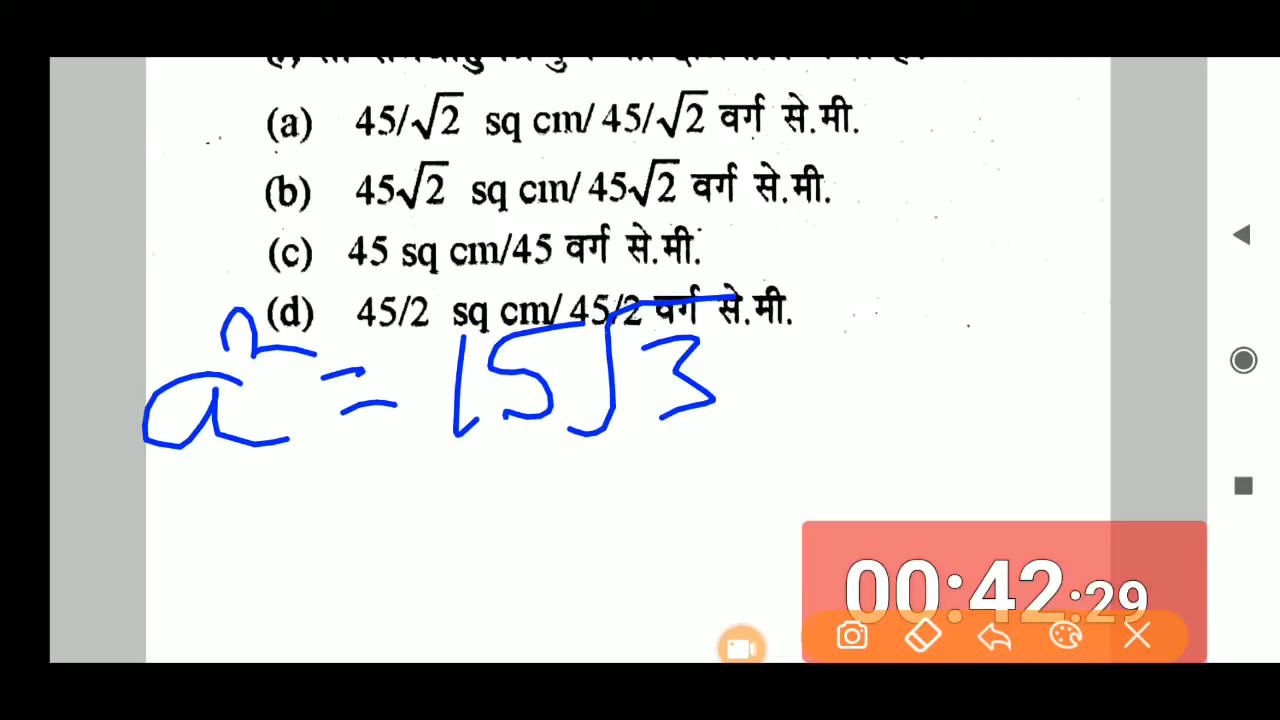 (a) 45/√2 sq cm/ 45/√2 वर्ग से.मी.
(b) 45√2 sq cm/ 45√2 वर्ग से.मी.
(c) 45 sq cm/45 वर्ग से.मी.
(d) 45/2 sq cm/ 45/2 वर्ग से.मी.
a² = 15√3
00:42:29